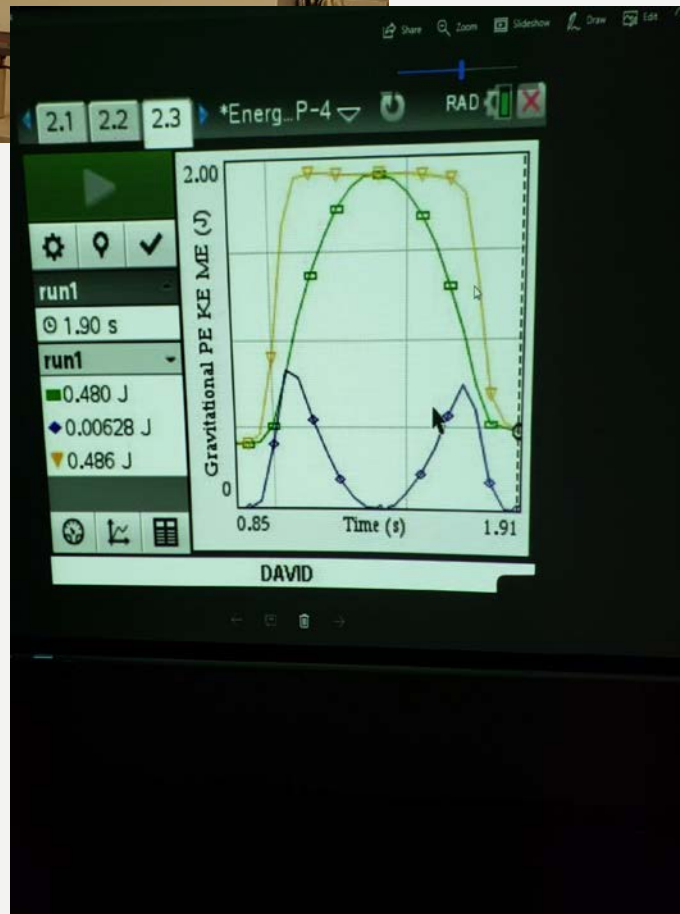 Share Zoom Slideshow Draw Edit
2.1 2.2 2.3 *Energ...P-4 RAD
2.00
Gravitational PE KE ME (J)
run1
1.90 s
run1
0.480 J
0.00628 J
0.486 J
0
0.85 Time (s) 1.91
DAVID